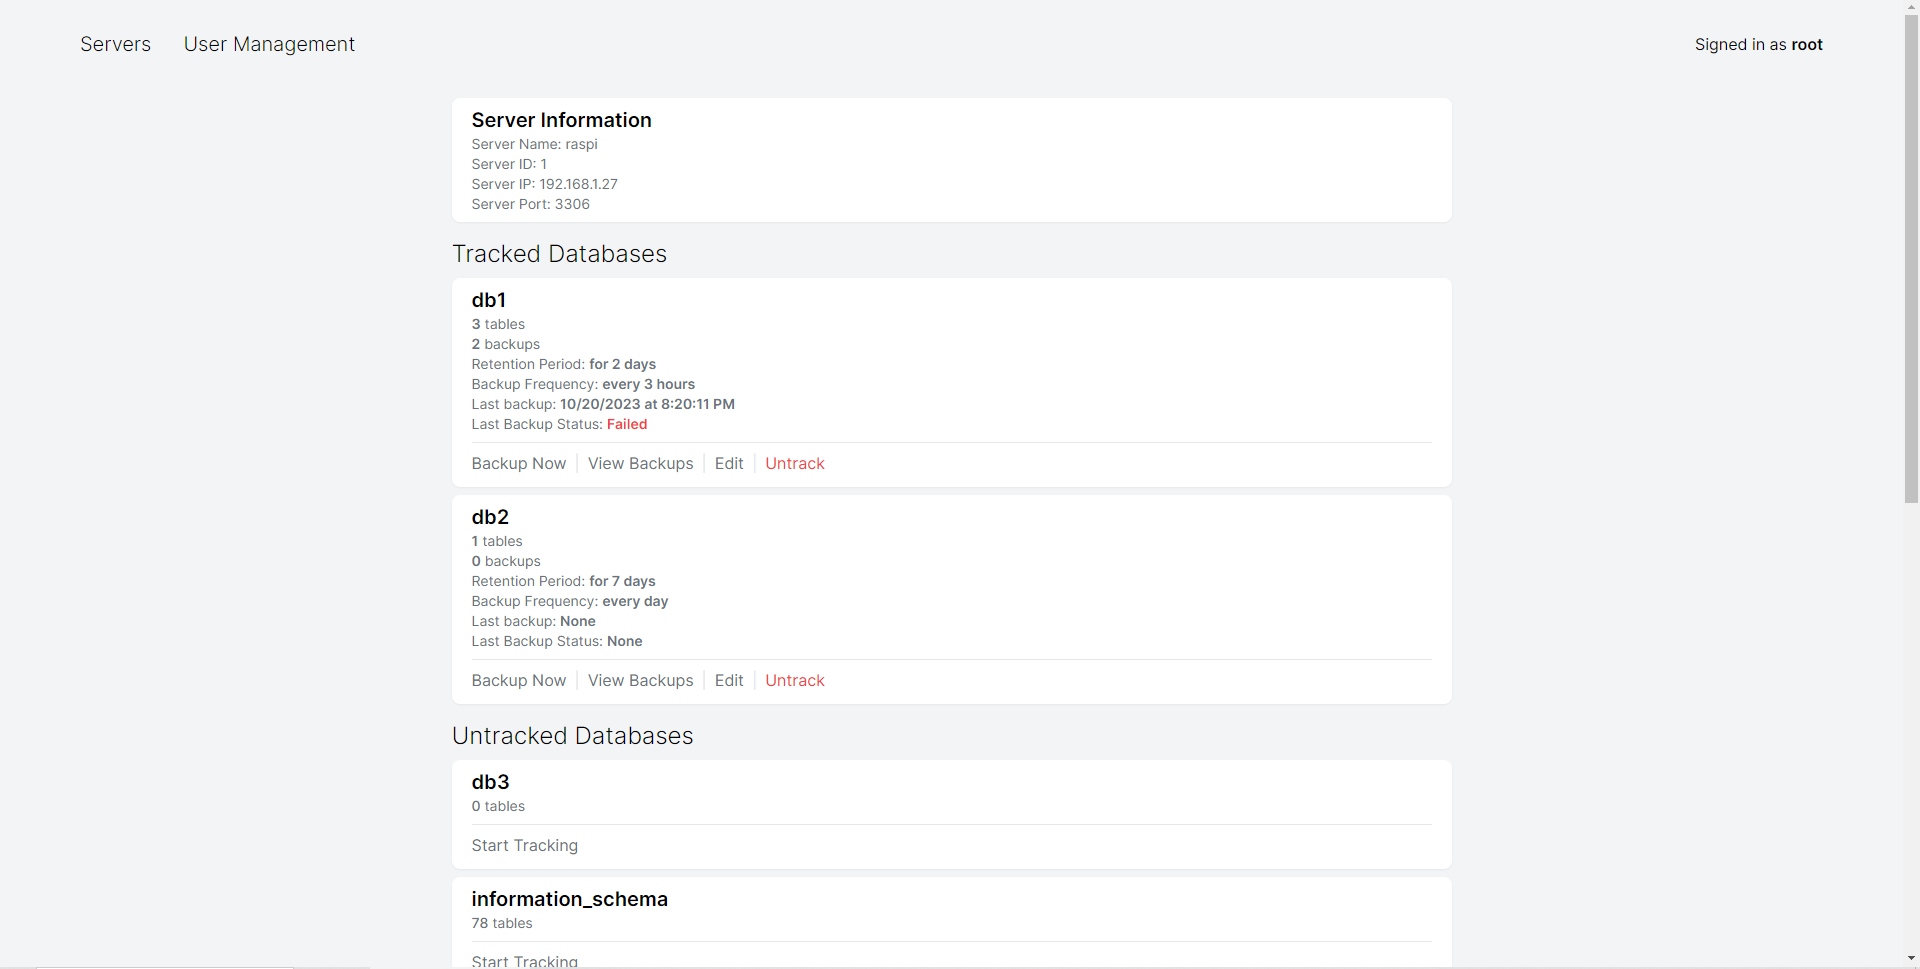 Servers User Management Signed in as root
Server Information
Server Name: raspi
Server ID: 1
Server IP: 192.168.1.27
Server Port: 3306
Tracked Databases
db1
3 tables
2 backups
Retention Period: for 2 days
Backup Frequency: every 3 hours
Last backup: 10/20/2023 at 8:20:11 PM
Last Backup Status: Failed
Backup Now View Backups Edit Untrack
db2
1 tables
0 backups
Retention Period: for 7 days
Backup Frequency: every day
Last backup: None
Last Backup Status: None
Backup Now View Backups Edit Untrack
Untracked Databases
db3
0 tables
Start Tracking
information_schema
78 tables
Start Tracking